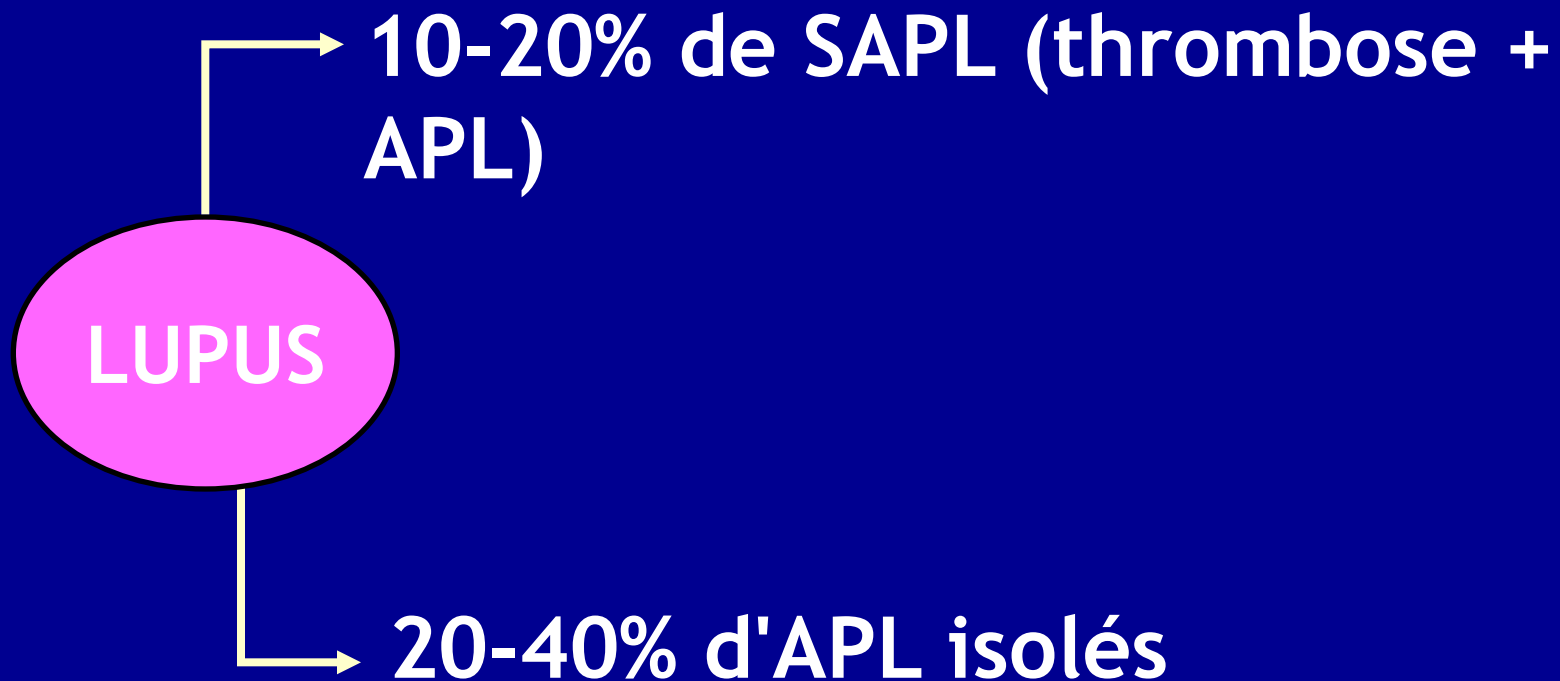 10-20% de SAPL (thrombose +
APL)
LUPUS
20-40% d'APL isolés